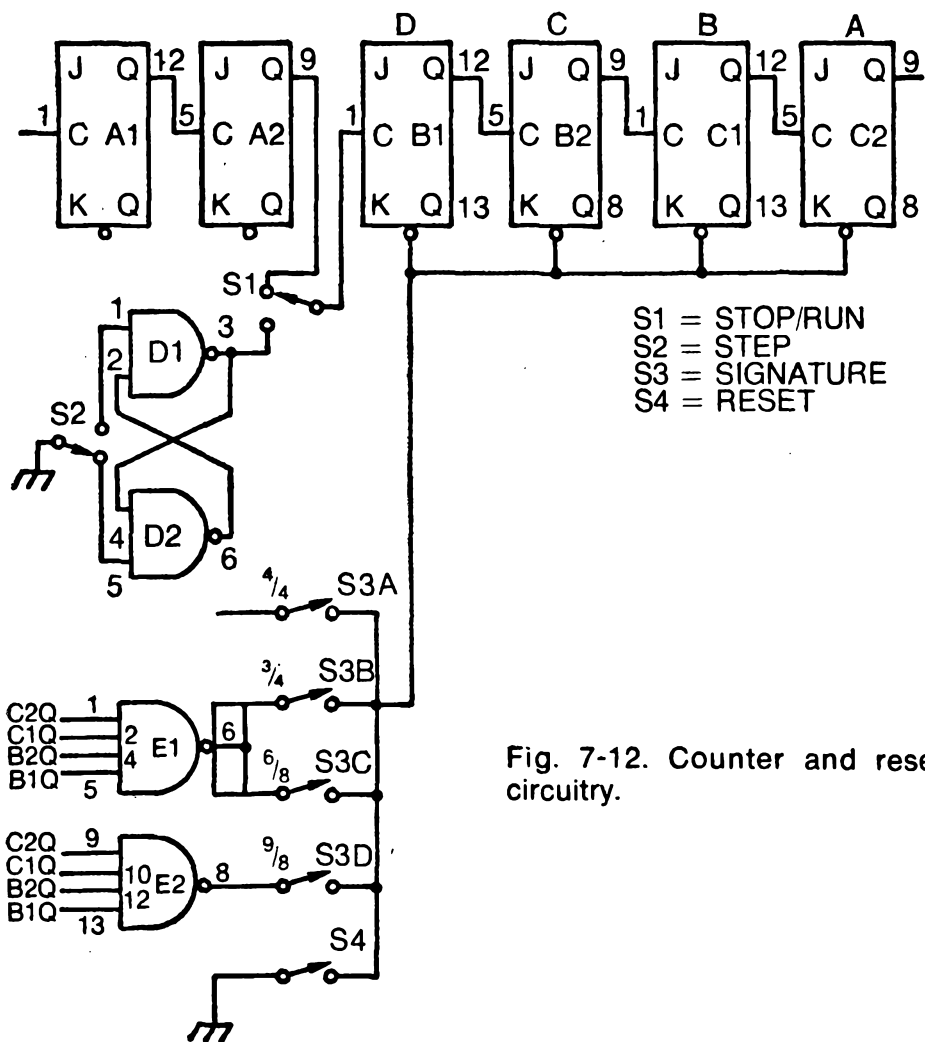 D C B A
J Q 12 J Q 9 J Q 12 J Q 9 J Q 12 J Q 9
1 C A1 5 C A2 1 C B1 5 C B2 1 C C1 5 C C2
K Q K Q K Q 13 K Q 8 K Q 13 K Q 8
S1
1 D1 3
2
S2
4 D2 6
5
S1 = STOP/RUN
S2 = STEP
S3 = SIGNATURE
S4 = RESET
4/4 S3A
3/4 S3B
C2Q 1
C1Q 2 E1 6
B2Q 4
B1Q 5
6/8 S3C
C2Q 9
C1Q 10 E2 8
B2Q 12
B1Q 13
9/8 S3D
S4
Fig. 7-12. Counter and rese
circuitry.